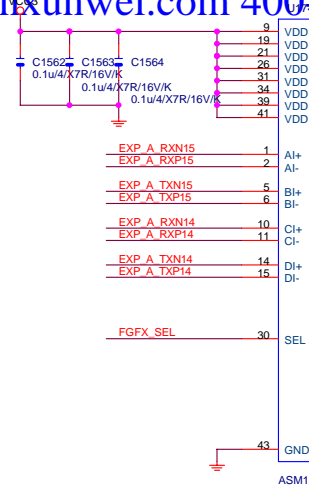 nxunwei.com 400
VCC3
U17
C1562
0.1u/4/X7R/16V/K
C1563
0.1u/4/X7R/16V/K
C1564
0.1u/4/X7R/16V/K
9 VDD
19 VDD
21 VDD
26 VDD
31 VDD
34 VDD
39 VDD
41 VDD
EXP_A_RXN15 1 AI+
EXP_A_RXP15 2 AI-
EXP_A_TXN15 5 BI+
EXP_A_TXP15 6 BI-
EXP_A_RXN14 10 CI+
EXP_A_RXP14 11 CI-
EXP_A_TXN14 14 DI+
EXP_A_TXP14 15 DI-
FGFX_SEL 30 SEL
43 GND
ASM1